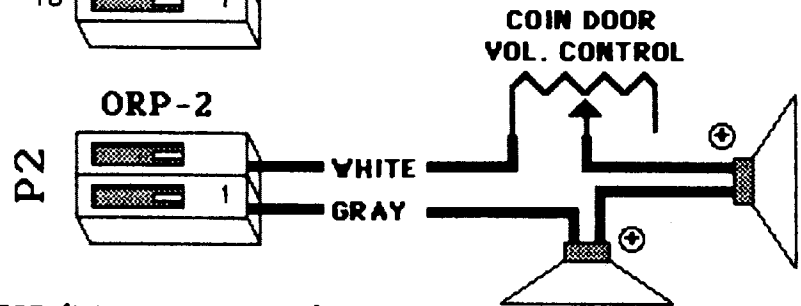 COIN DOOR
VOL. CONTROL
ORP-2
P2
WHITE
1
GRAY